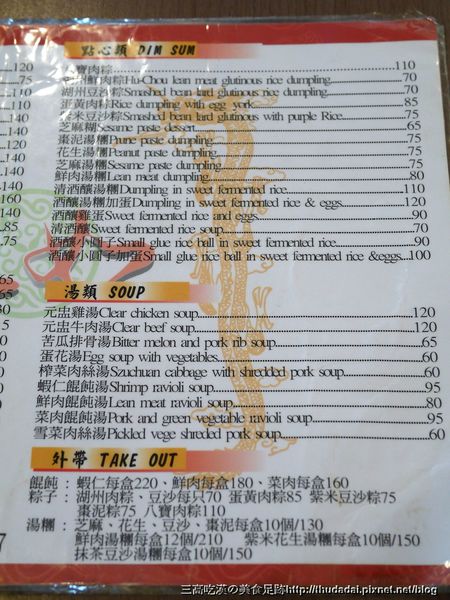 點心類 DIM SUM
八寶肉粽 110
湖州鮮肉粽Hu-Chou lean meat glutinous rice dumpling 70
湖州豆沙粽Smashed bean lard glutinous rice dumpling 70
蛋黃肉粽Rice dumpling with egg york 85
紫米豆沙粽Smashed bean lard glutinous with purple Rice 75
芝麻糊Sesame paste dessert 65
棗泥湯糰Prune paste dumpling 75
花生湯糰Peanut paste dumpling 75
芝麻湯糰Sesame paste dumpling 75
鮮肉湯糰Lean meat dumpling 80
清酒釀湯糰Dumpling in sweet fermented rice 110
酒釀湯糰加蛋Dumpling in sweet fermented rice & eggs 120
酒釀雞蛋Sweet fermented rice and eggs 90
清酒釀Sweet fermented rice soup 70
酒釀小圓子Small glue rice ball in sweet fermented rice 90
酒釀小圓子加蛋Small glue rice ball in sweet fermented rice &eggs 100
湯類 SOUP
元盅雞湯Clear chicken soup 120
元盅牛肉湯Clear beef soup 120
苦瓜排骨湯Bitter melon and pork rib soup 65
蛋花湯Egg soup with vegetables 60
榨菜肉絲湯Szuchuan cabbage with shredded pork soup 60
蝦仁餛飩湯Shrimp ravioli soup 95
鮮肉餛飩湯Lean meat ravioli soup 80
菜肉餛飩湯Pork and green vegetable ravioli soup 95
雪菜肉絲湯Pickled vege shreded pork soup 60
外帶 TAKE OUT
餛飩：蝦仁每盒220、鮮肉每盒180、菜肉每盒160
粽子：湖州肉粽、豆沙每只70 蛋黃肉粽85 紫米豆沙粽75
棗泥粽75 八寶肉粽110
湯糰：芝麻、花生、豆沙、棗泥每盒10個/130
鮮肉湯糰每盒12個/210 紫米花生湯糰每盒10個/150
抹茶豆沙湯糰每盒10個/150
三高吃漢の美食足跡http://thudadai.pixnet.net/blog